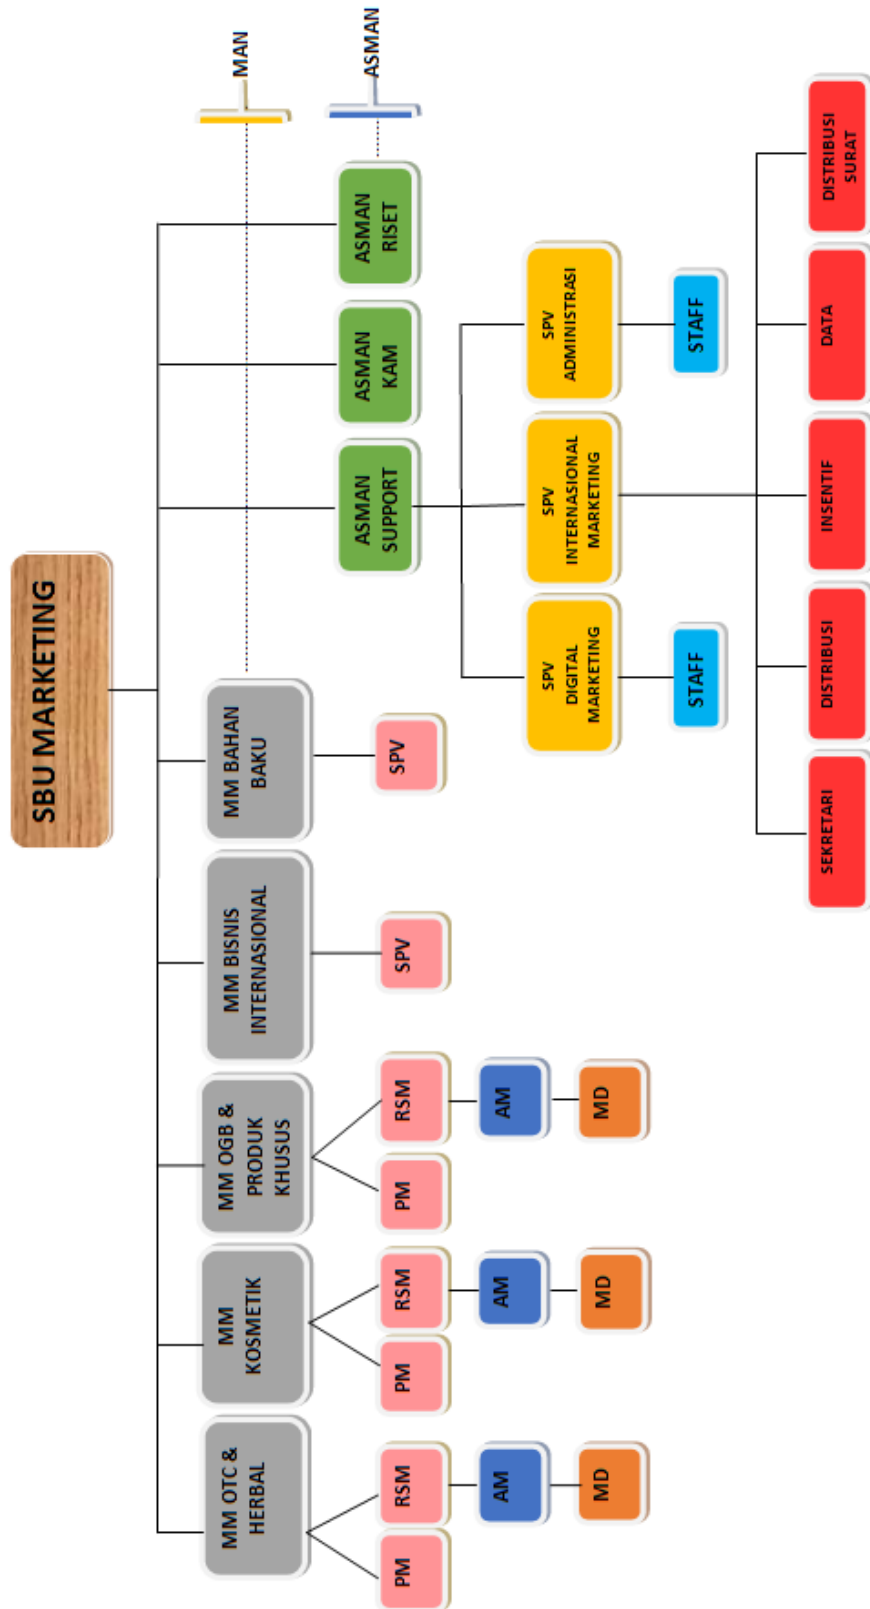 SBU MARKETING
MAN
MM OTC &
HERBAL
MM
KOSMETIK
MM OGB &
PRODUK
KHUSUS
MM BISNIS
INTERNASIONAL
MM BAHAN
BAKU
ASMAN
ASMAN
SUPPORT
ASMAN
KAM
ASMAN
RISET
PM
RSM
PM
RSM
PM
RSM
SPV
SPV
AM
AM
AM
SPV
DIGITAL
MARKETING
SPV
INTERNASIONAL
MARKETING
SPV
ADMINISTRASI
MD
MD
MD
STAFF
STAFF
SEKRETARI
DISTRIBUSI
INSENTIF
DATA
DISTRIBUSI
SURAT